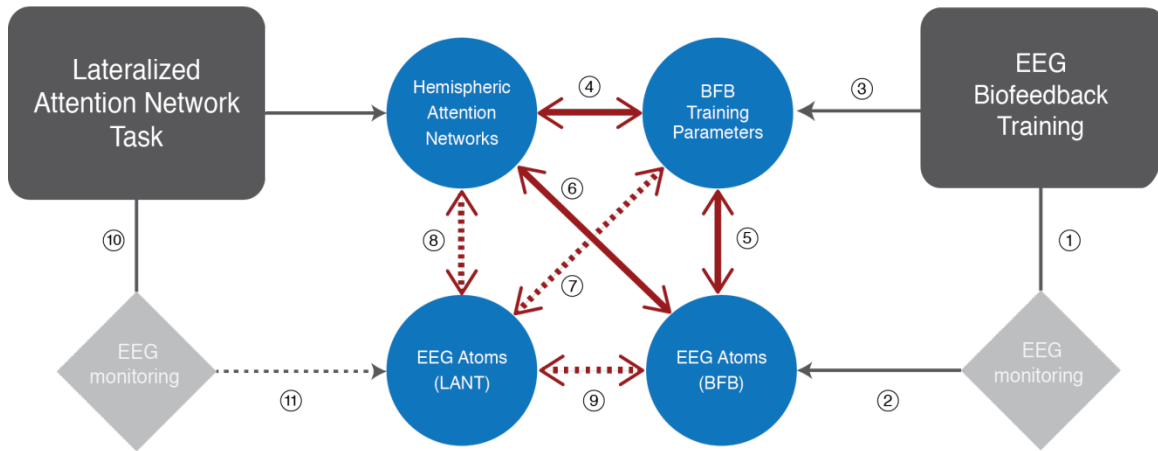 Lateralized
Attention Network
Task
Hemispheric
Attention
Networks
④
BFB
Training
Parameters
③
EEG
Biofeedback
Training
⑥
⑩
⑧
⑤
①
⑦
EEG
monitoring
EEG Atoms
(LANT)
EEG Atoms
(BFB)
EEG
monitoring
⑪
⑨
②